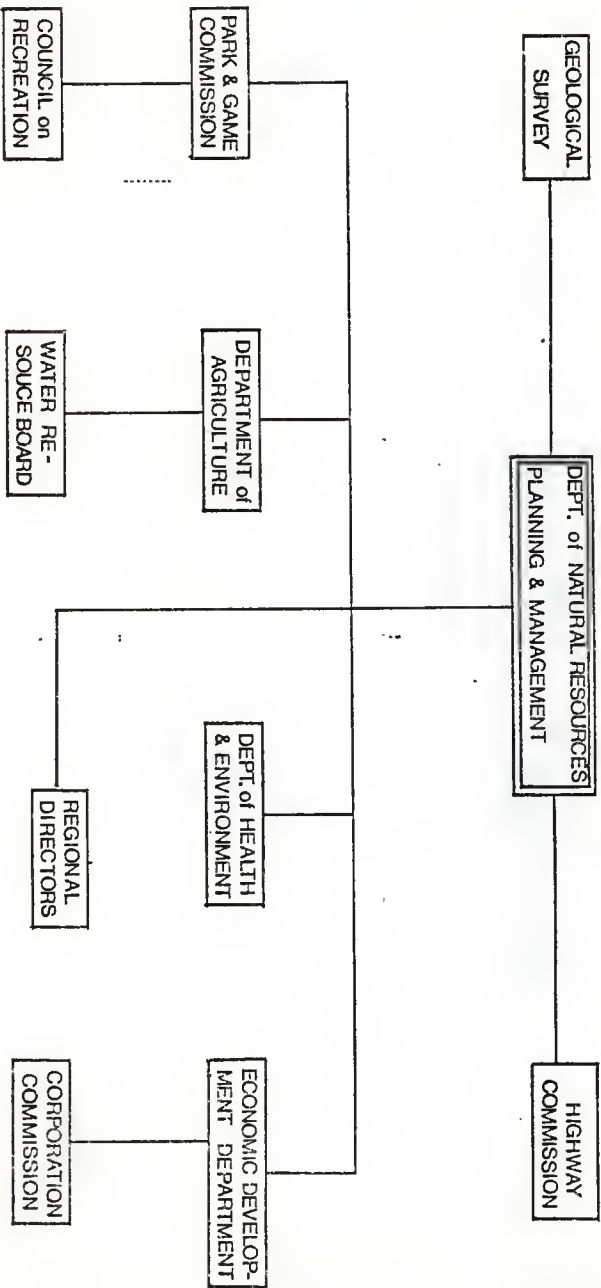 GEOLOGICAL
SURVEY
DEPT. of NATURAL RESOURCES
PLANNING & MANAGEMENT
HIGHWAY
COMMISSION
PARK & GAME
COMMISSION
DEPARTMENT of
AGRICULTURE
DEPT. of HEALTH
& ENVIRONMENT
ECONOMIC DEVELOP-
MENT DEPARTMENT
COUNCIL on
RECREATION
WATER RE-
SOUCE BOARD
REGIONAL
DIRECTORS
CORPORATION
COMMISSION